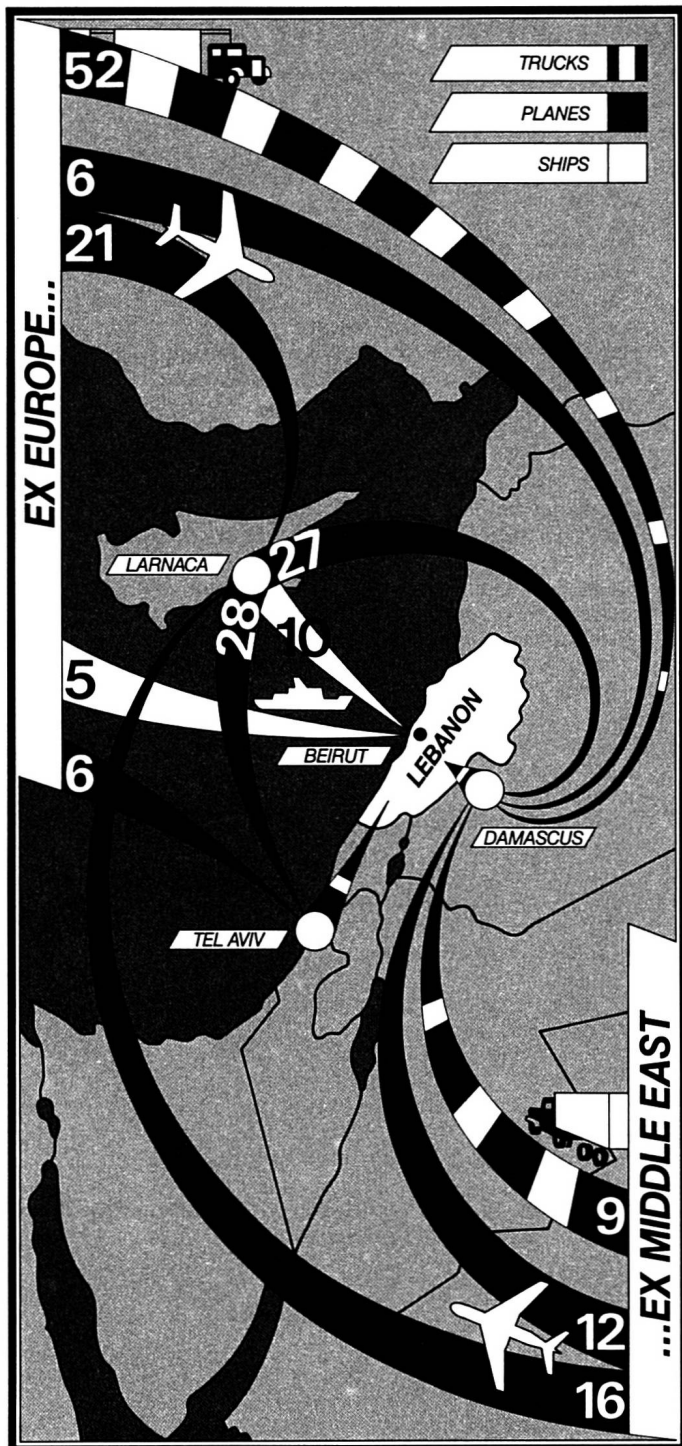 52
TRUCKS
PLANES
SHIPS
6
21
EX EUROPE...
LARNACA
27
28
10
5
BEIRUT
LEBANON
6
DAMASCUS
TEL AVIV
...EX MIDDLE EAST
9
12
16